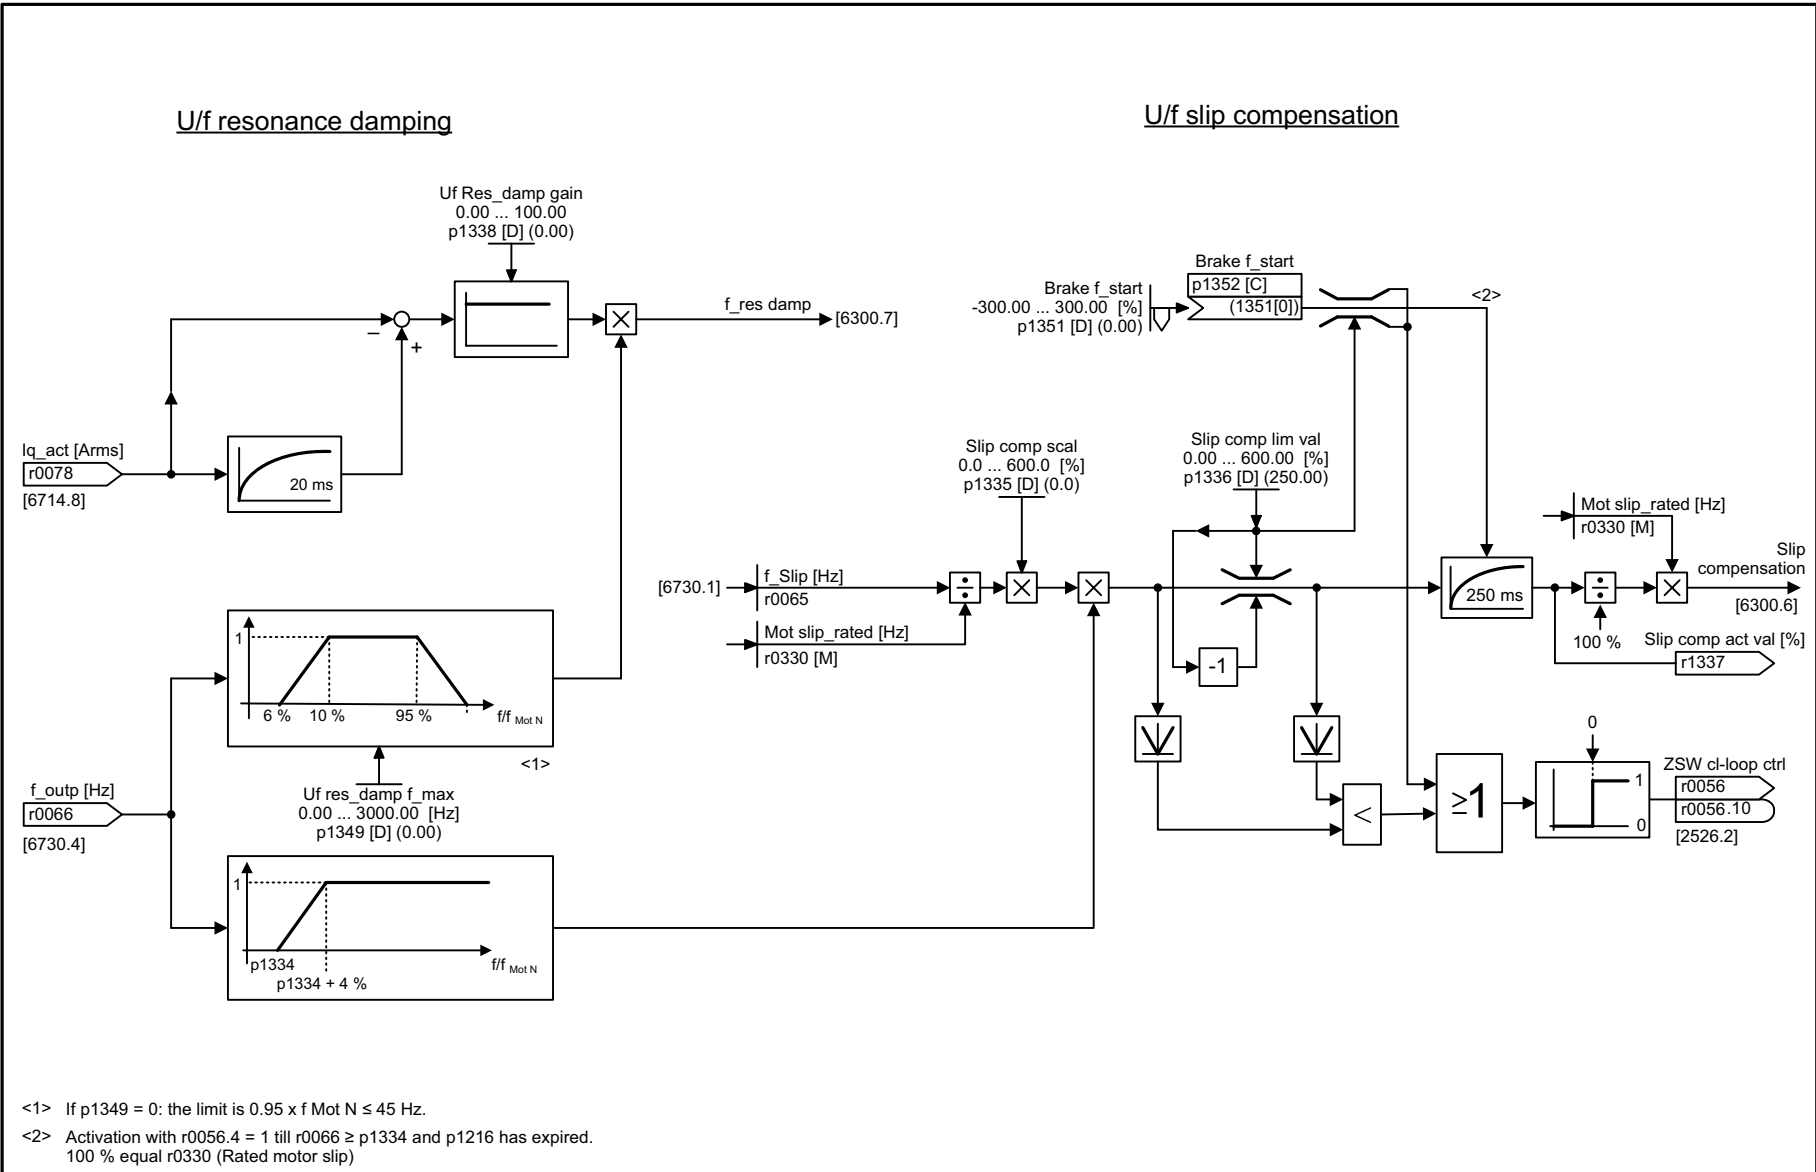 U/f resonance damping
U/f slip compensation
Uf Res_damp gain
0.00 ... 100.00
p1338 [D] (0.00)
f_res damp
[6300.7]
–
+
Iq_act [Arms]
r0078
[6714.8]
20 ms
1
6 %
10 %
95 %
f/f Mot N
<1>
Uf res_damp f_max
0.00 ... 3000.00 [Hz]
p1349 [D] (0.00)
f_outp [Hz]
r0066
[6730.4]
1
p1334
p1334 + 4 %
f/f Mot N
Brake f_start
-300.00 ... 300.00 [%]
p1351 [D] (0.00)
Brake f_start
p1352 [C]
(1351[0])
<2>
Slip comp scal
0.0 ... 600.0 [%]
p1335 [D] (0.0)
Slip comp lim val
0.00 ... 600.00 [%]
p1336 [D] (250.00)
[6730.1]
f_Slip [Hz]
r0065
÷
×
×
Mot slip_rated [Hz]
r0330 [M]
-1
250 ms
÷
×
100 %
Mot slip_rated [Hz]
r0330 [M]
Slip
compensation
[6300.6]
Slip comp act val [%]
r1337
<
≥1
0
1
0
ZSW cl-loop ctrl
r0056
r0056.10
[2526.2]
<1> If p1349 = 0: the limit is 0.95 x f Mot N ≤ 45 Hz.
<2> Activation with r0056.4 = 1 till r0066 ≥ p1334 and p1216 has expired.
100 % equal r0330 (Rated motor slip)